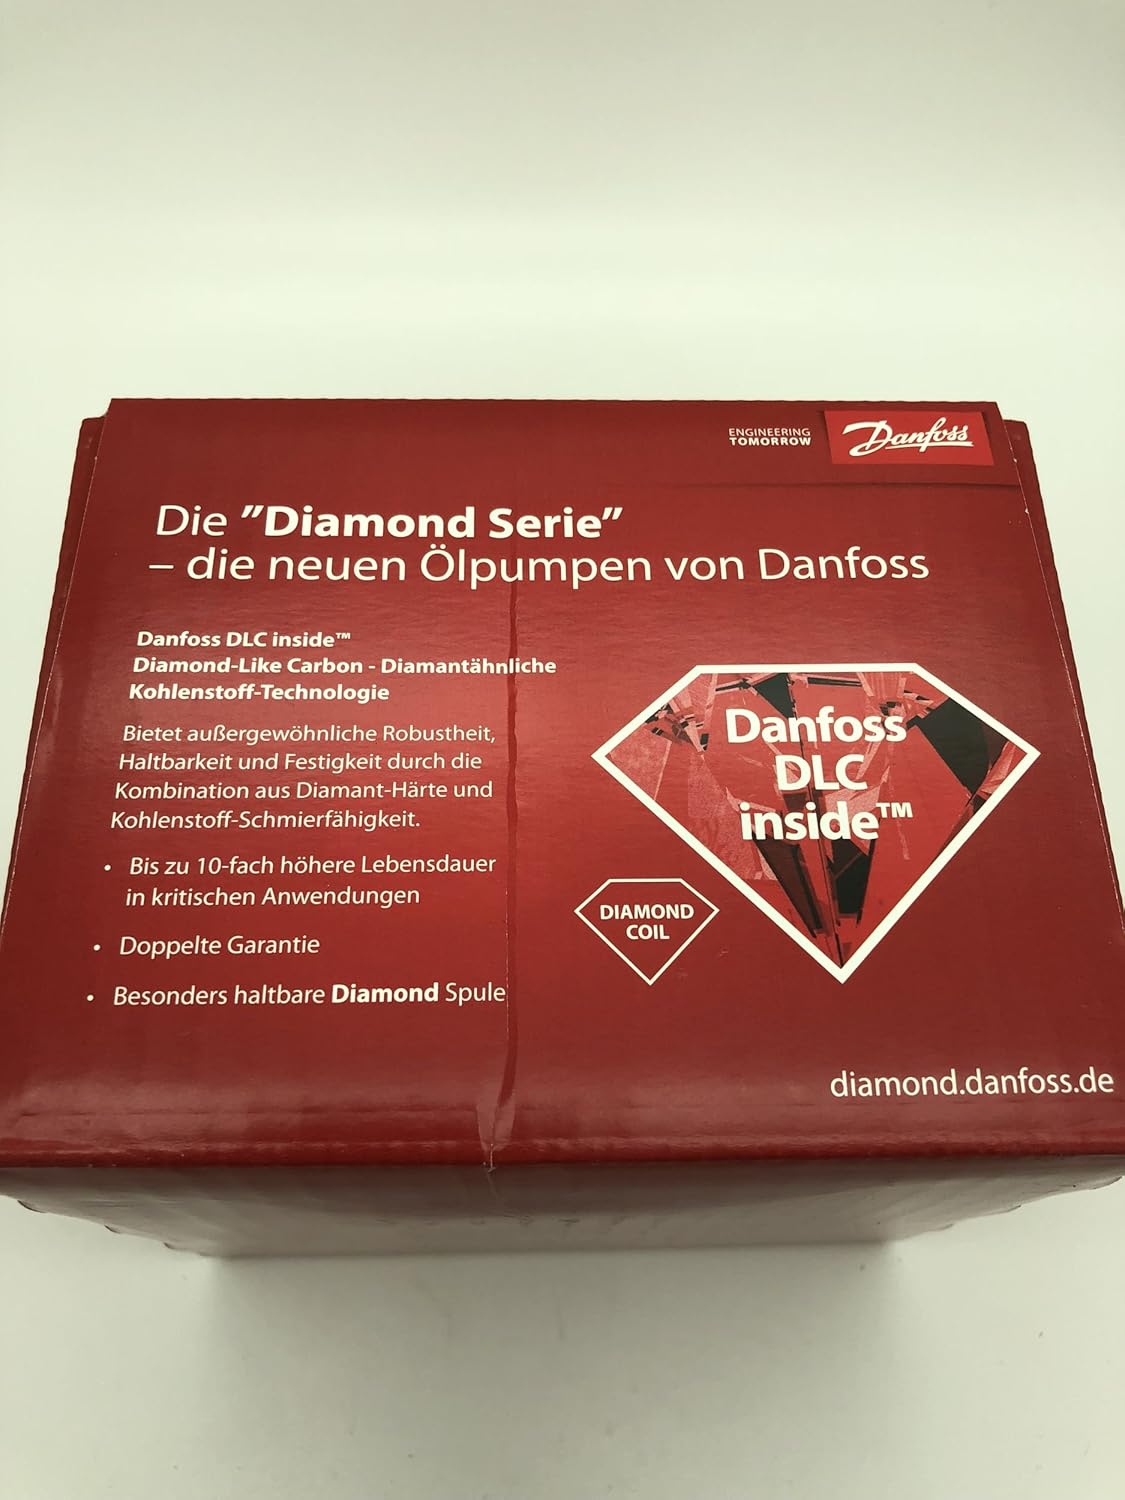 ENGINEERING
TOMORROW
Danfoss
Die "Diamond Serie"
– die neuen Ölpumpen von Danfoss
Danfoss DLC inside™
Diamond-Like Carbon - Diamantähnliche
Kohlenstoff-Technologie
Bietet außergewöhnliche Robustheit,
Haltbarkeit und Festigkeit durch die
Kombination aus Diamant-Härte und
Kohlenstoff-Schmierfähigkeit.
• Bis zu 10-fach höhere Lebensdauer
in kritischen Anwendungen
• Doppelte Garantie
• Besonders haltbare Diamond Spule
Danfoss
DLC
inside™
DIAMOND
COIL
diamond.danfoss.de